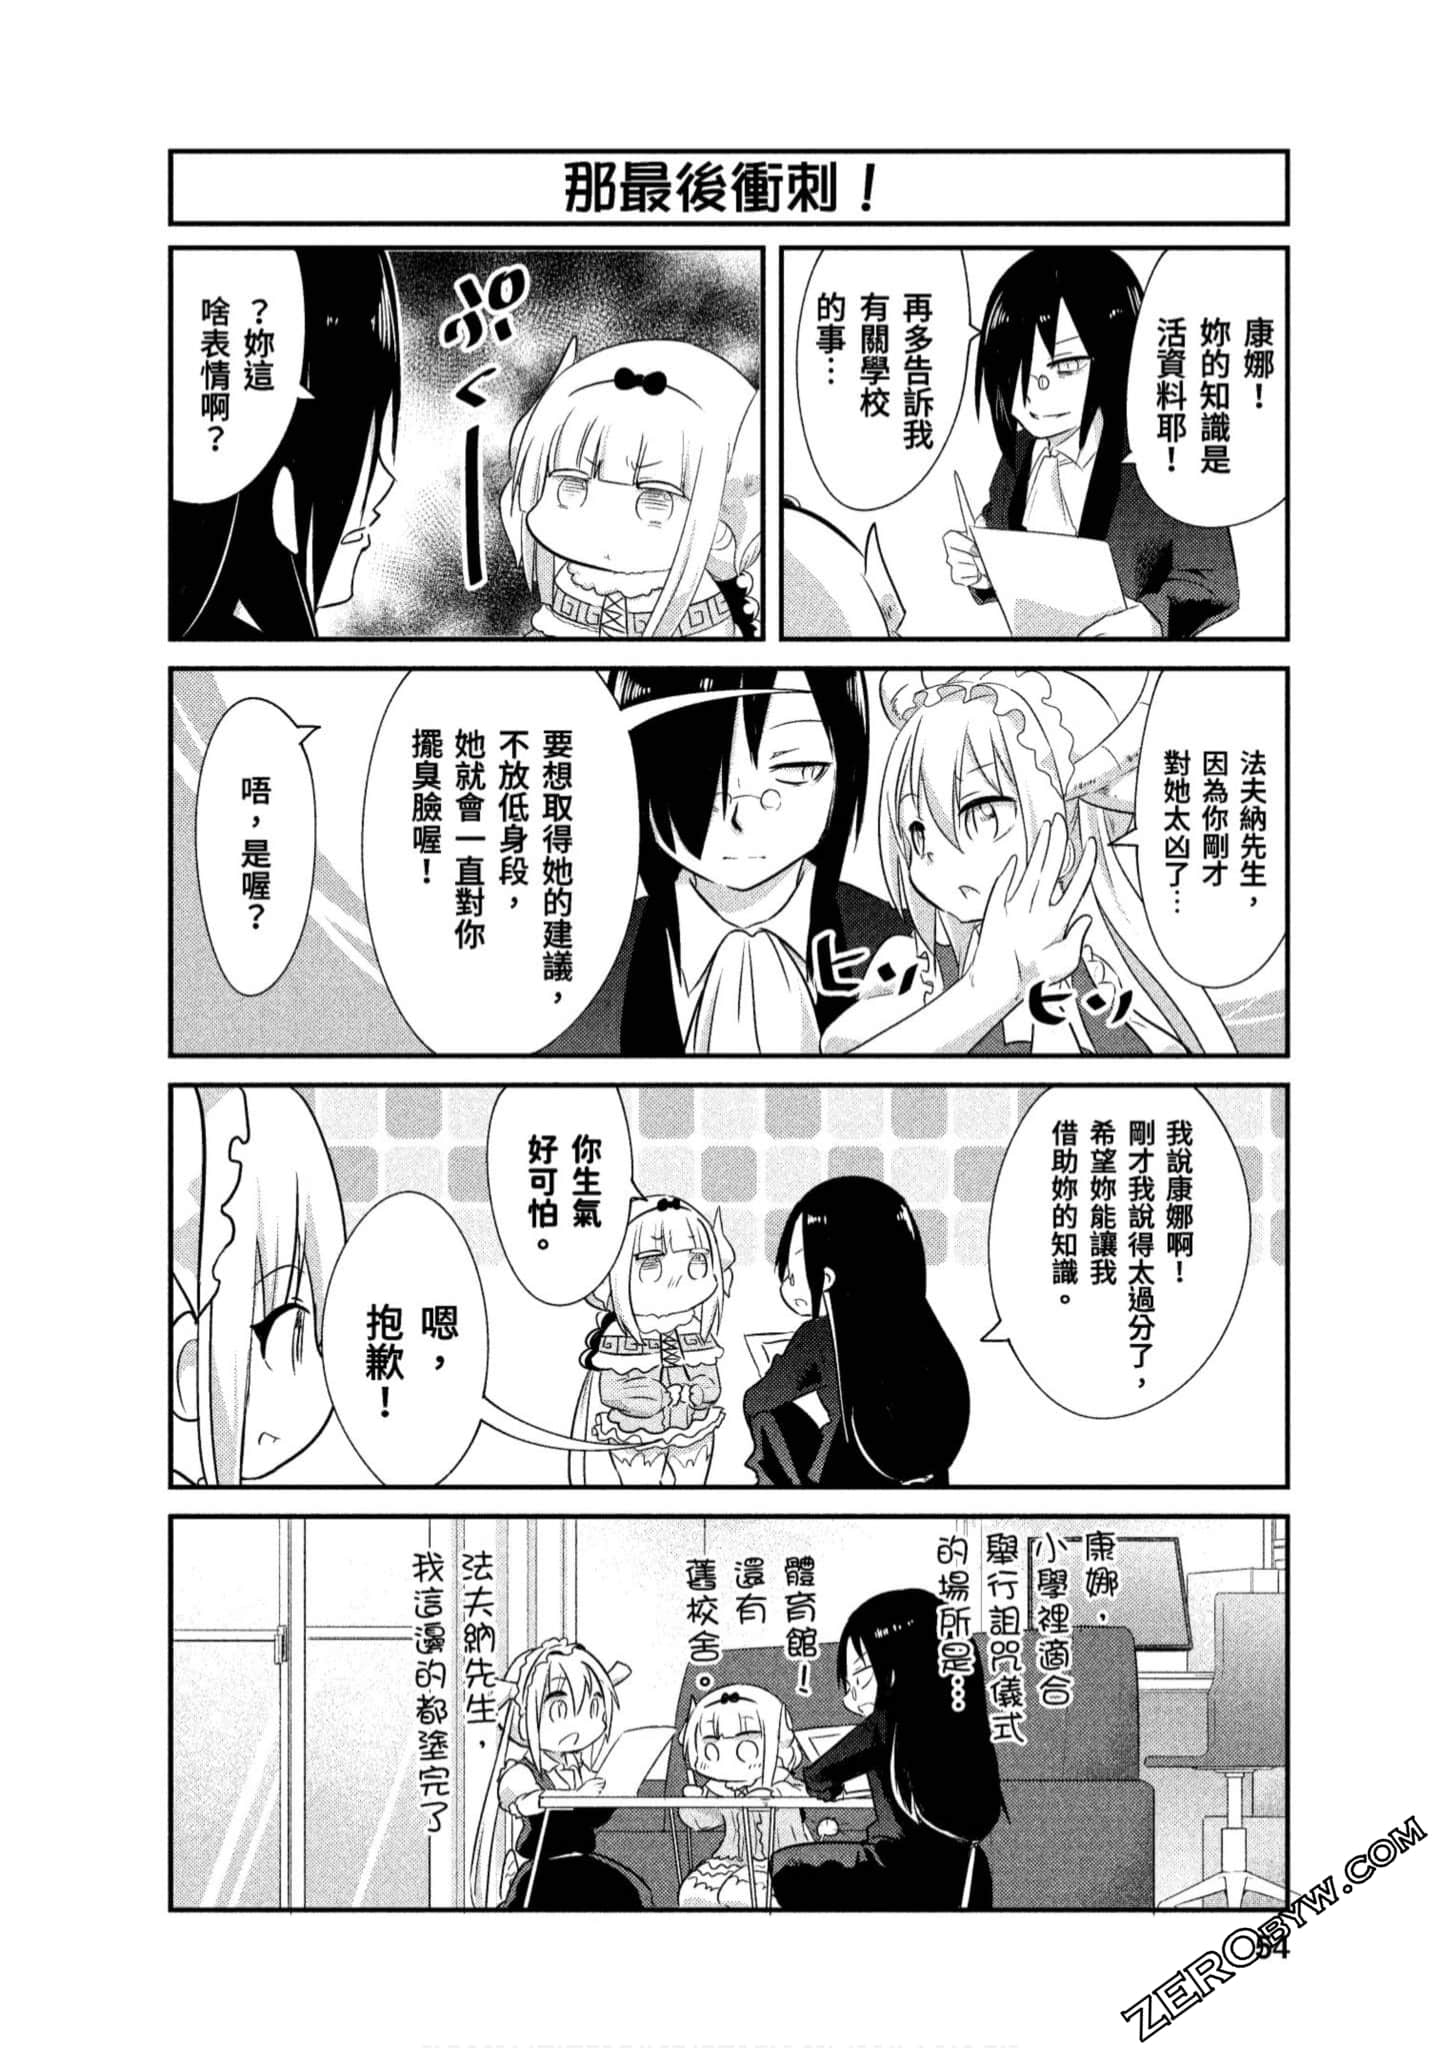 那最後衝刺！
康娜！
妳的知識是
活資料耶！
再多告訴我
有關學校
的事…
ぷい
？妳這
啥表情啊？
法夫納先生，
因為你剛才
對她太凶了…
ヒソ
ヒソ
要想取得她的建議，
不放低身段，
她就會一直對你
擺臭臉喔！
唔，是喔？
我說康娜啊！
剛才我說得太過分了，
希望妳能讓我
借助妳的知識。
你生氣
好可怕。
嗯，
抱歉！
康娜，
小學裡適合
舉行詛咒儀式
的場所是…
體育館！
還有
舊校舍。
法夫納先生，
我這邊的都塗完了
54
ZEROBYW.COM